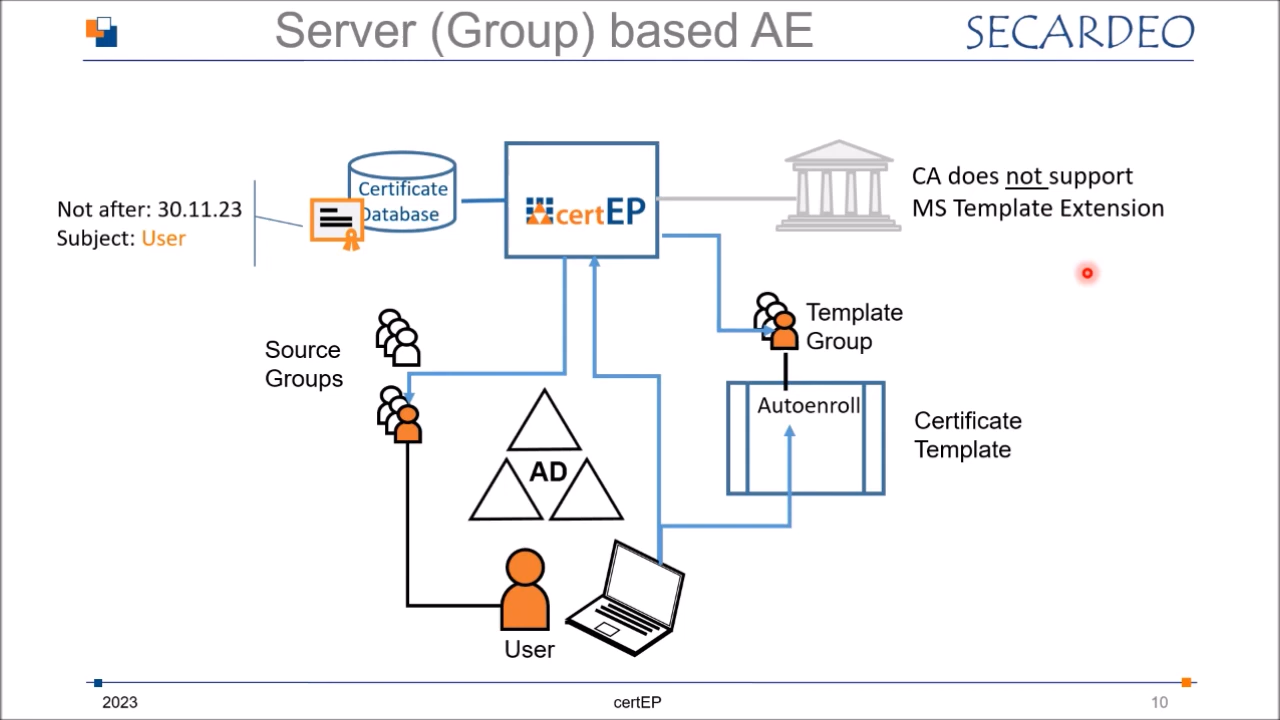 Server (Group) based AE
SECARDEO
Certificate
Database
certEP
Not after: 30.11.23
Subject: User
CA does not support
MS Template Extension
Source
Groups
Template
Group
Autoenroll
Certificate
Template
AD
User
2023
certEP
10